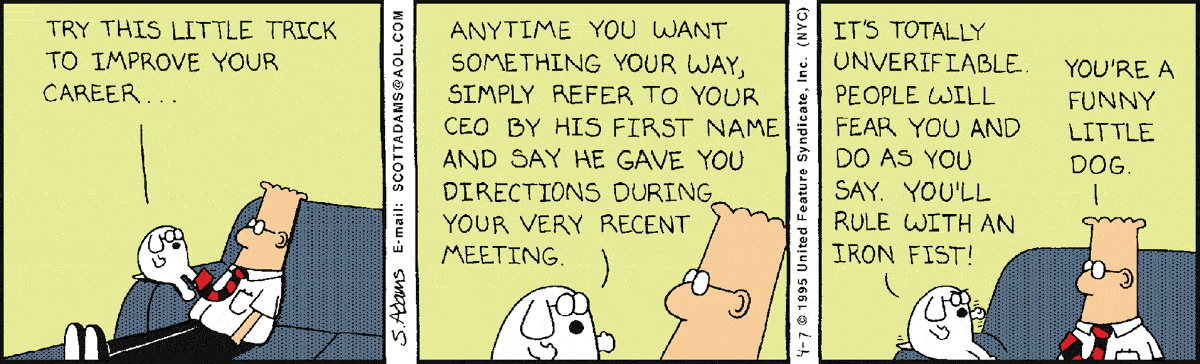 TRY THIS LITTLE TRICK
TO IMPROVE YOUR
CAREER...
S.Adams E-mail: SCOTTADAMS@AOL.COM
ANYTIME YOU WANT
SOMETHING YOUR WAY,
SIMPLY REFER TO YOUR
CEO BY HIS FIRST NAME
AND SAY HE GAVE YOU
DIRECTIONS DURING
YOUR VERY RECENT
MEETING.
4-7 © 1995 United Feature Syndicate, Inc. (NYC)
IT'S TOTALLY
UNVERIFIABLE.
PEOPLE WILL
FEAR YOU AND
DO AS YOU
SAY. YOU'LL
RULE WITH AN
IRON FIST!
YOU'RE A
FUNNY
LITTLE
DOG.